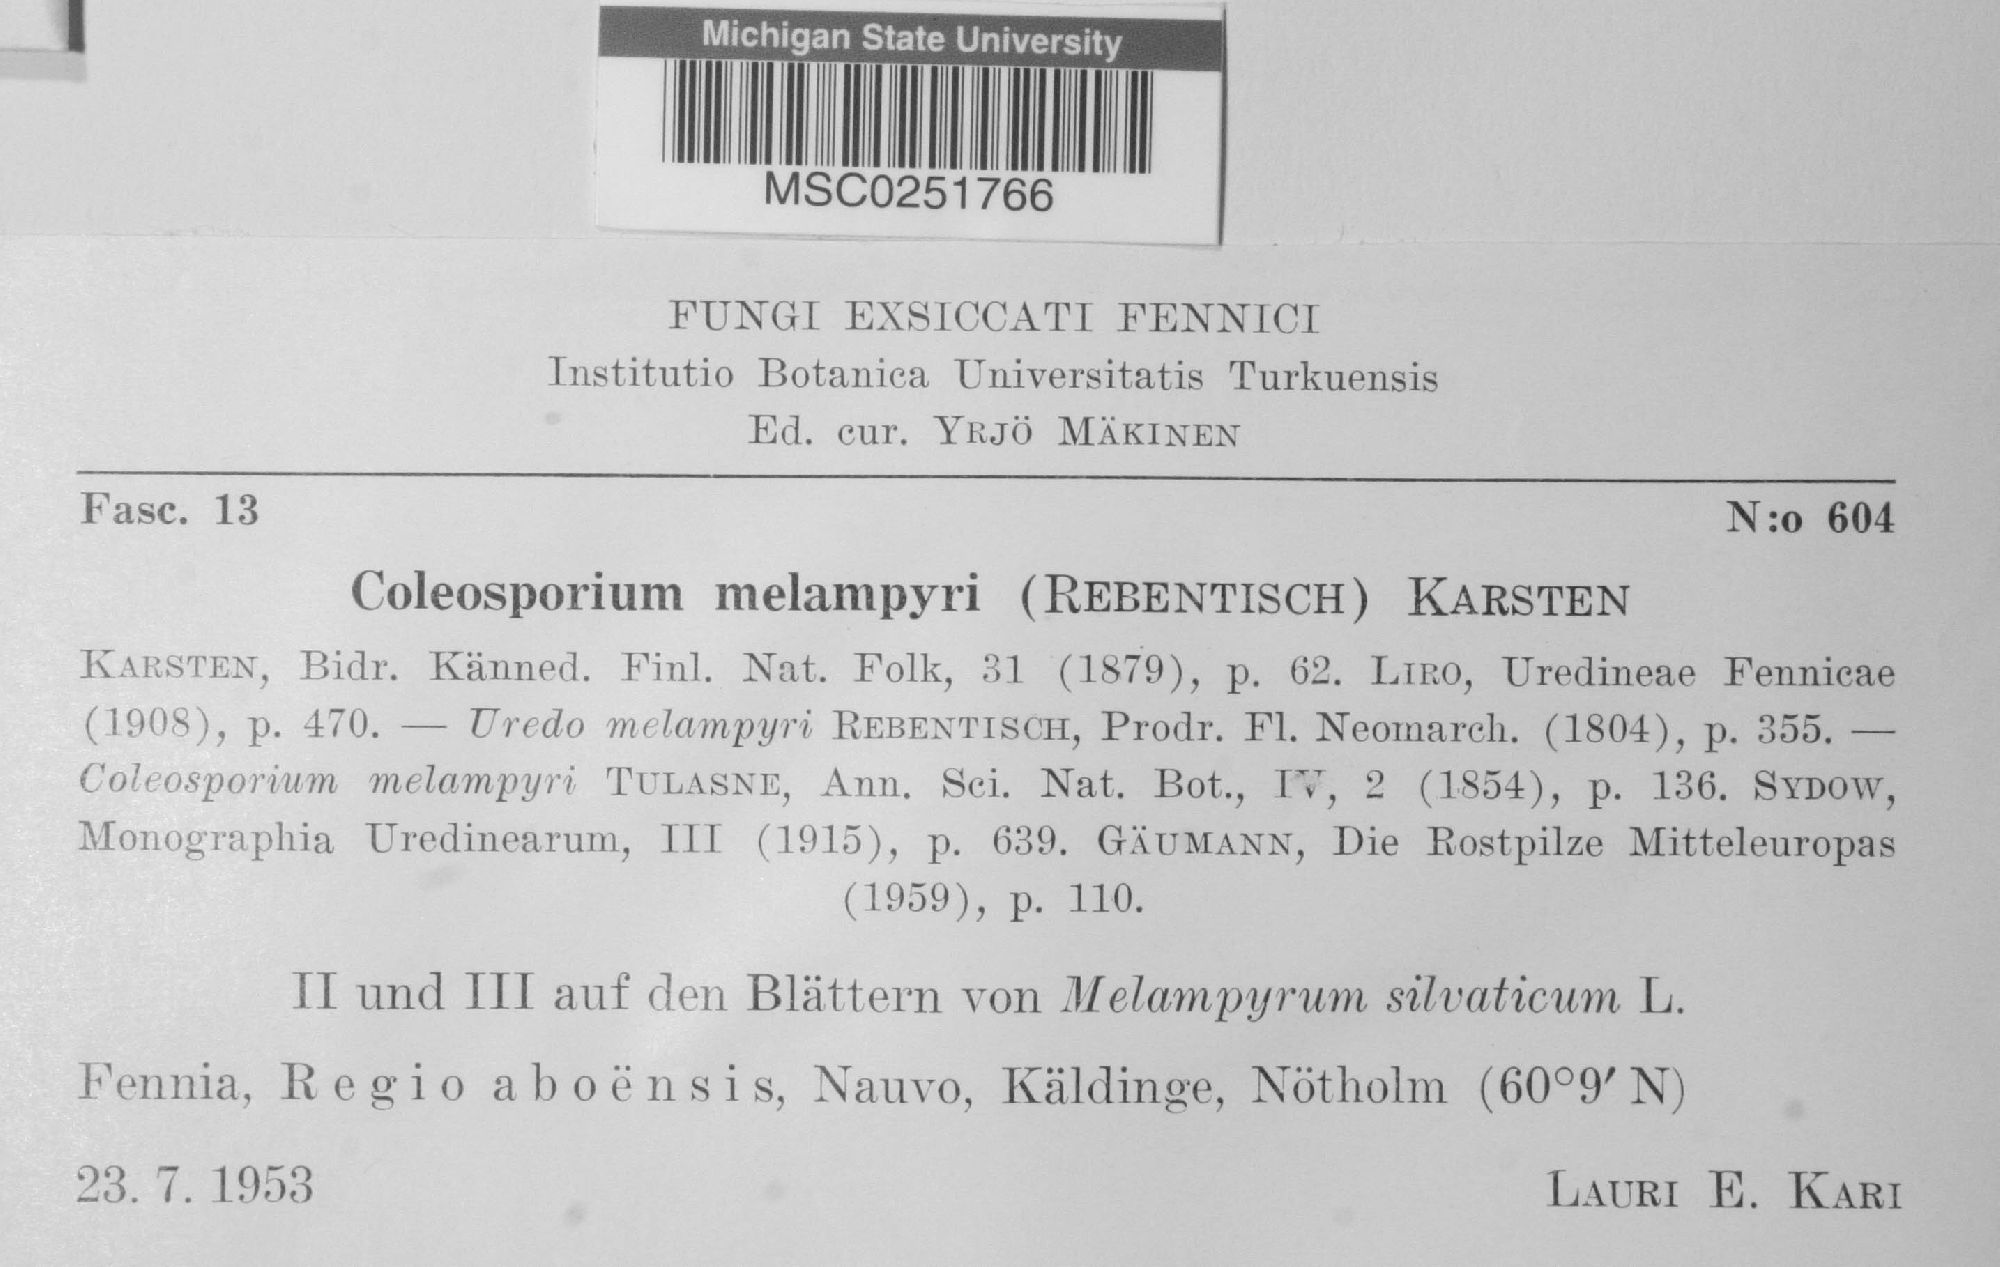 Michigan State University
MSC0251766
FUNGI EXSICCATI FENNICI
Institutio Botanica Universitatis Turkuensis
Ed. cur. YRJÖ MÄKINEN
Fasc. 13 N:o 604
Coleosporium melampyri (REBENTISCH) KARSTEN
KARSTEN, Bidr. Känned. Finl. Nat. Folk, 31 (1879), p. 62. LIRO, Uredineae Fennicae
(1908), p. 470. — Uredo melampyri REBENTISCH, Prodr. Fl. Neomarch. (1804), p. 355. —
Coleosporium melampyri TULASNE, Ann. Sci. Nat. Bot., IV, 2 (1854), p. 136. SYDOW,
Monographia Uredinearum, III (1915), p. 639. GÄUMANN, Die Rostpilze Mitteleuropas
(1959), p. 110.
II und III auf den Blättern von Melampyrum silvaticum L.
Fennia, Regio aboënsis, Nauvo, Käldinge, Nötholm (60°9′ N)
23. 7. 1953 LAURI E. KARI